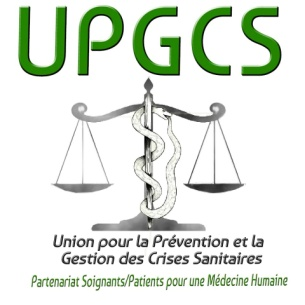 UPGCS
Union pour la Prévention et la
Gestion des Crises Sanitaires
Partenariat Soignants/Patients pour une Médecine Humaine